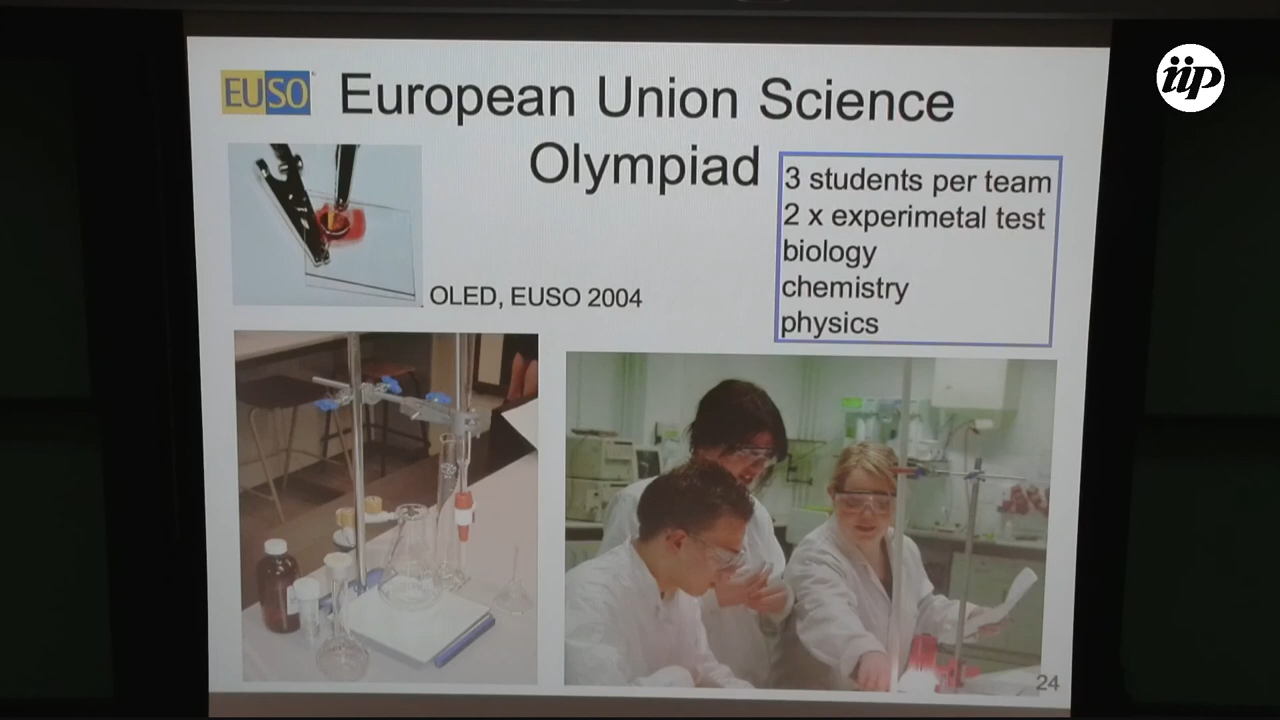 iip
EUSO
European Union Science
Olympiad
3 students per team
2 x experimetal test
biology
chemistry
physics
OLED, EUSO 2004
24